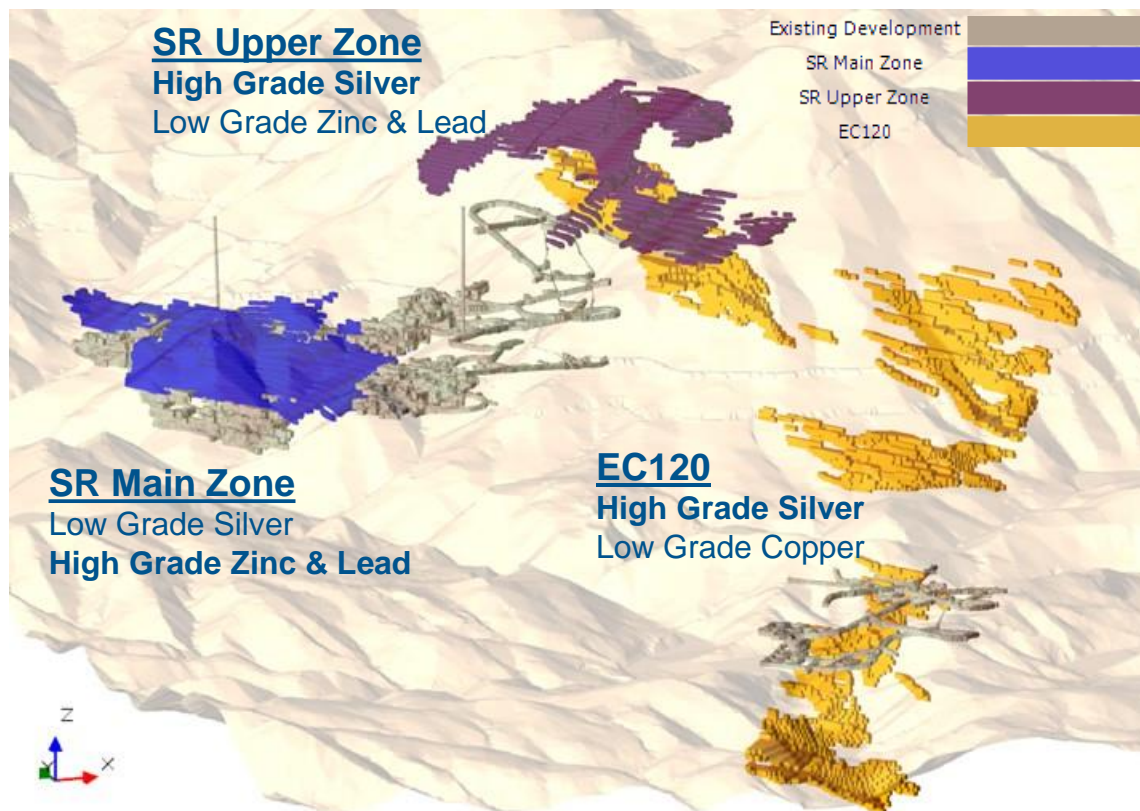 SR Upper Zone
High Grade Silver
Low Grade Zinc & Lead
Existing Development
SR Main Zone
SR Upper Zone
EC120
SR Main Zone
Low Grade Silver
High Grade Zinc & Lead
EC120
High Grade Silver
Low Grade Copper
Z
X